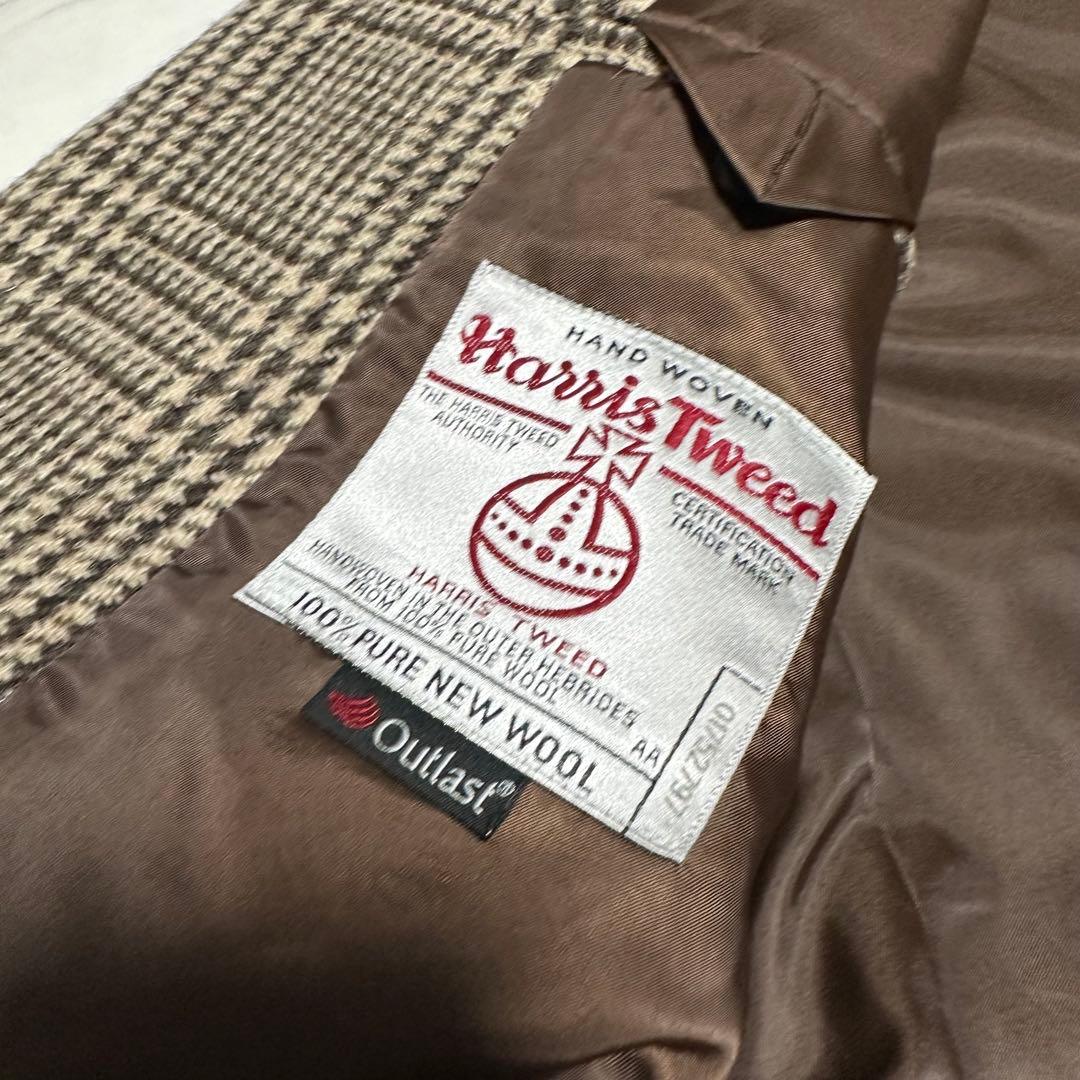 HAND WOVEN
Harris Tweed
THE HARRIS TWEED
AUTHORITY
CERTIFICATION
TRADE MARK
HARRIS TWEED
HANDWOVEN IN THE OUTER HEBRIDES
FROM 100% PURE WOOL
AA
100% PURE NEW WOOL
Outlast®